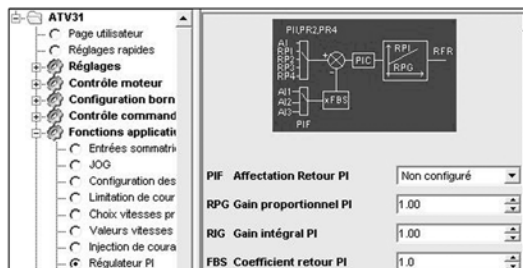 ATV31
Page utilisateur
Réglages rapides
Réglages
Contrôle moteur
Configuration born
Contrôle command
Fonctions applicati
Entrées sommatri
JOG
Configuration des
Limitation de cour
Choix vitesses pr
Valeurs vitesses
Injection de coura
Régulateur PI
PII,PR2,PR4
AI
RPI
RP2
RP3
RP4
AI1
AI2
AI3
PIF
xFBS
PIC
RPI
RPG
RFR
PIF Affectation Retour PI Non configuré
RPG Gain proportionnel PI 1.00
RIG Gain intégral PI 1.00
FBS Coefficient retour PI 1.0